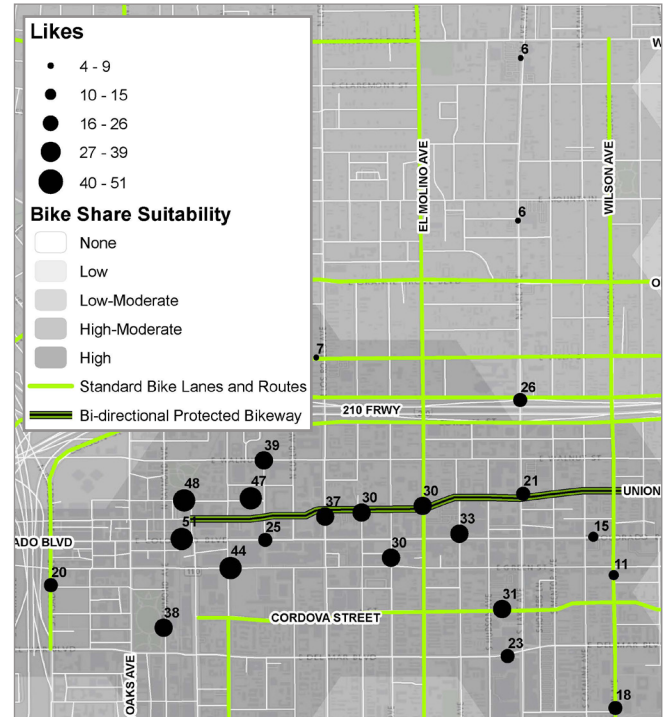 Likes
4 - 9
10 - 15
16 - 26
27 - 39
40 - 51
Bike Share Suitability
None
Low
Low-Moderate
High-Moderate
High
Standard Bike Lanes and Routes
Bi-directional Protected Bikeway
W
6
EL MOLINO AVE
WILSON AVE
6
O
7
26
210 FRWY
39
48
47
37
30
30
21
UNION
5
25
33
15
ADO BLVD
44
30
11
20
31
38
CORDOVA STREET
23
OAKS AVE
18